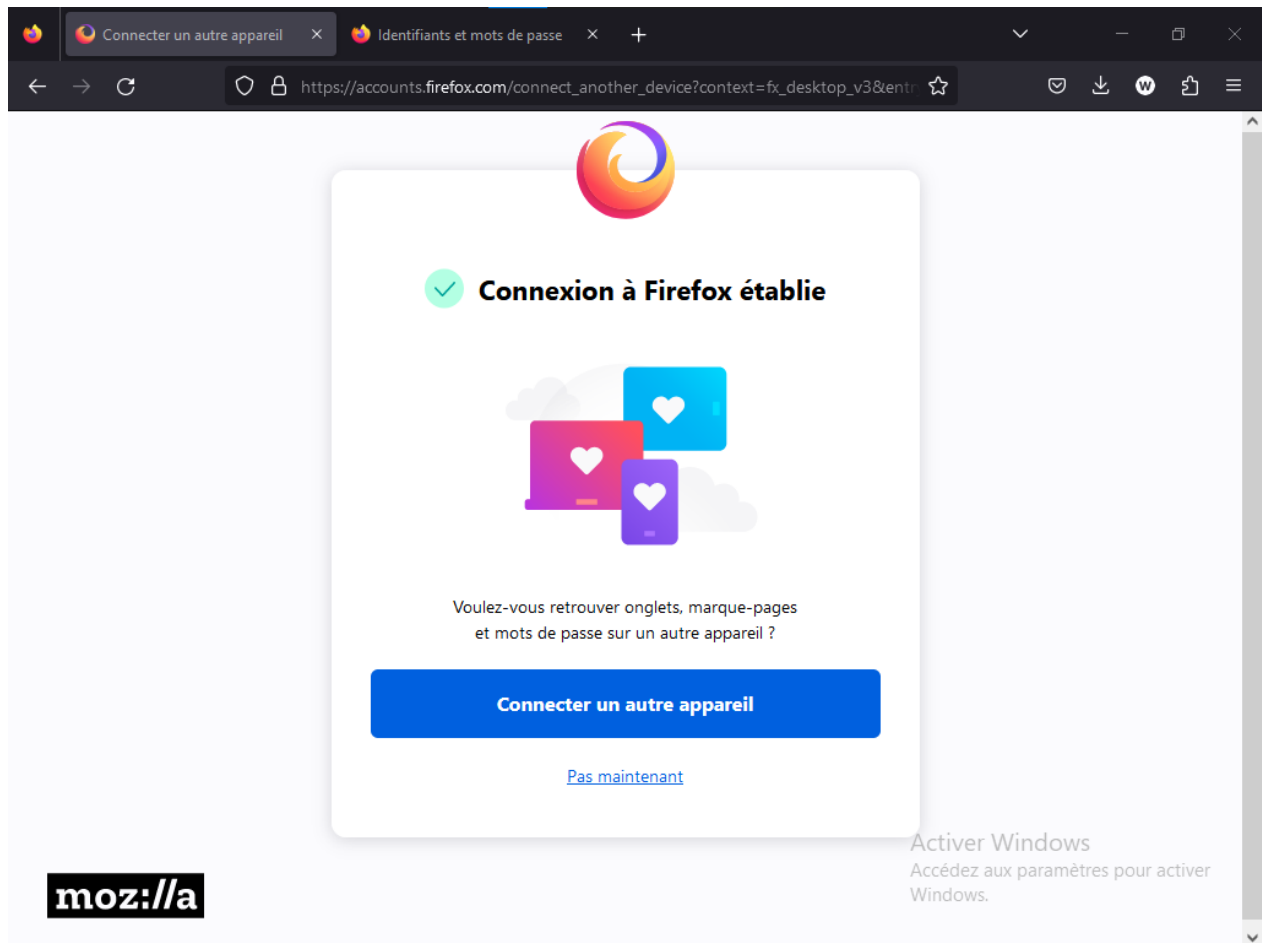 Connecter un autre appareil
Identifiants et mots de passe
https://accounts.firefox.com/connect_another_device?context=fx_desktop_v3&entr
W
Connexion à Firefox établie
Voulez-vous retrouver onglets, marque-pages
et mots de passe sur un autre appareil ?
Connecter un autre appareil
Pas maintenant
Activer Windows
Accédez aux paramètres pour activer
Windows.
moz://a